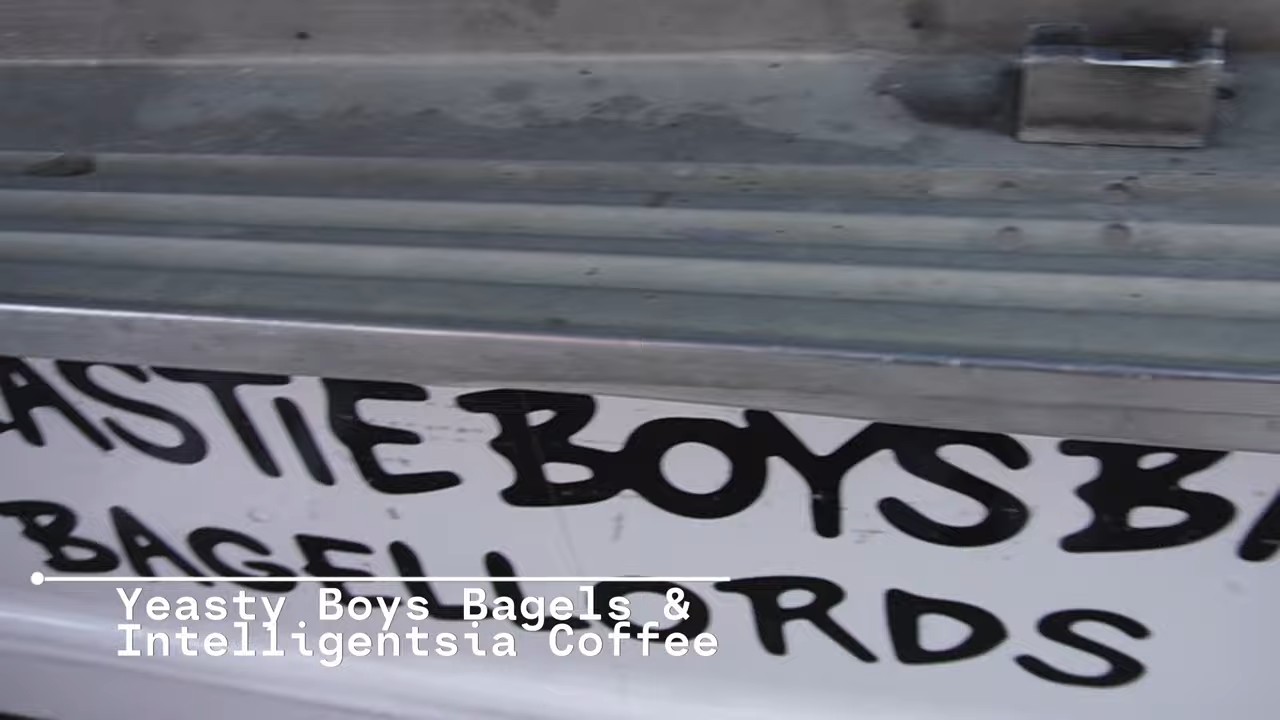 ASTIE BOYS B
BAGELLORDS
Yeasty Boys Bagels &
Intelligentsia Coffee